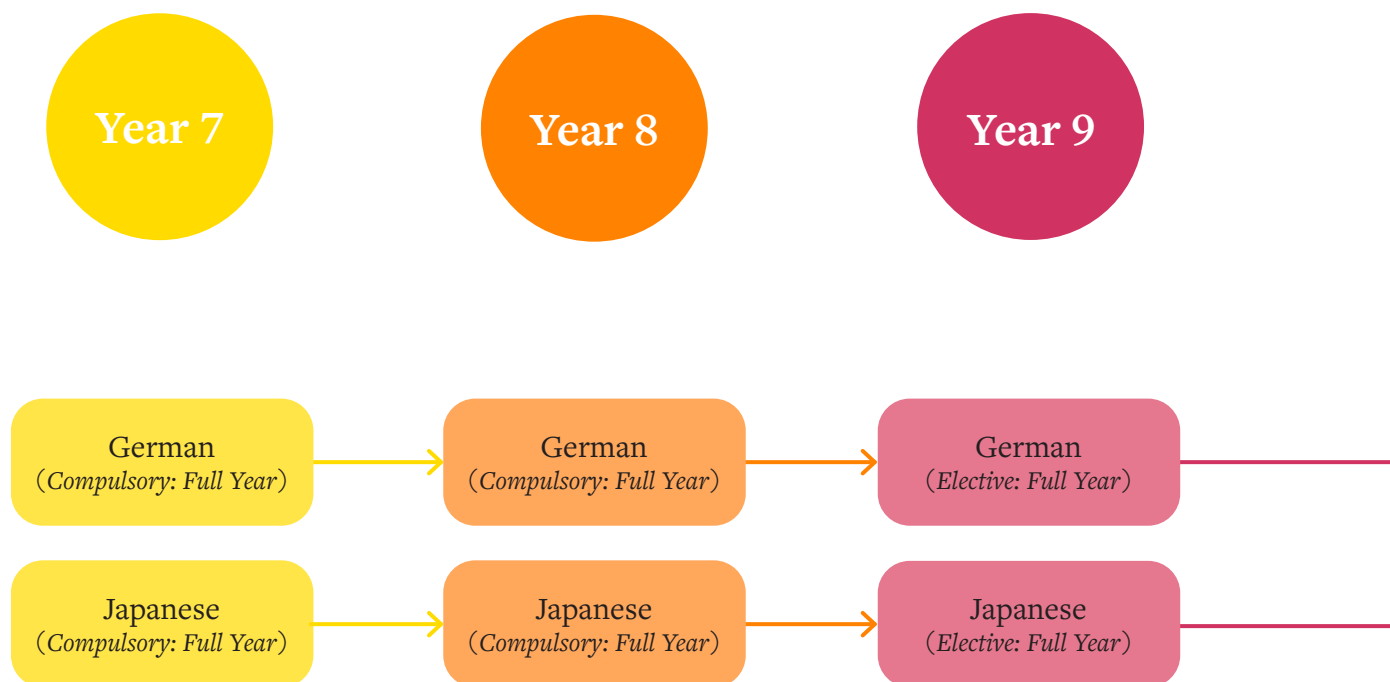 Year 7
Year 8
Year 9
German
(Compulsory: Full Year)
German
(Compulsory: Full Year)
German
(Elective: Full Year)
Japanese
(Compulsory: Full Year)
Japanese
(Compulsory: Full Year)
Japanese
(Elective: Full Year)